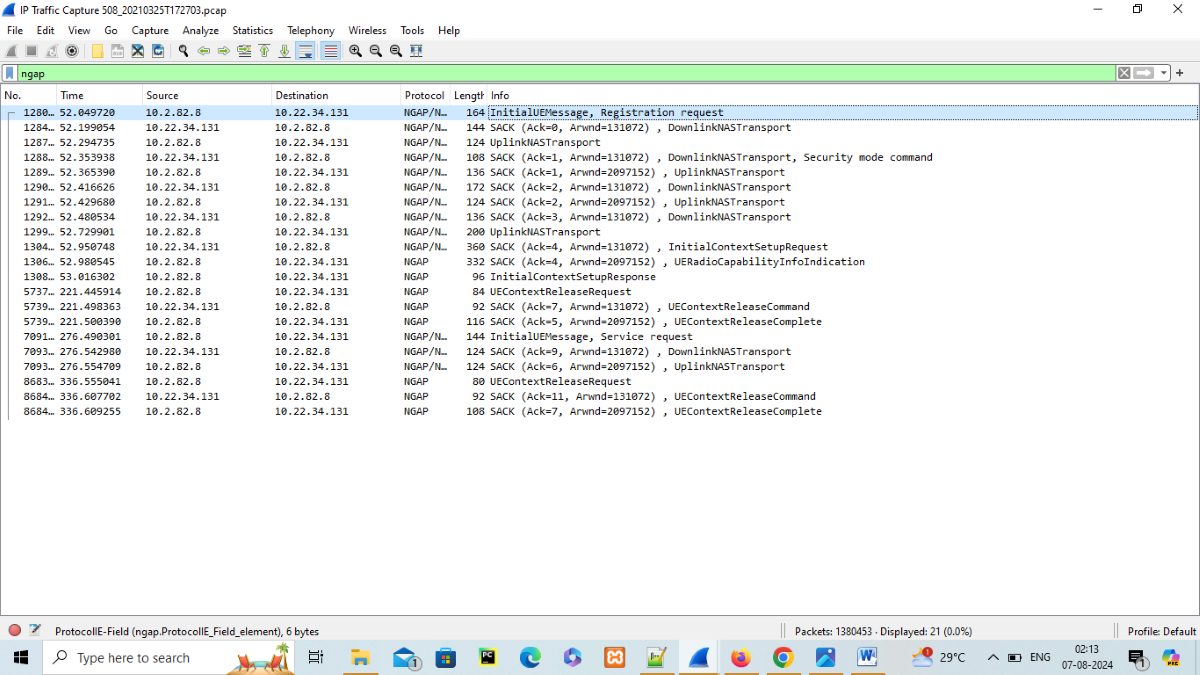 IP Traffic Capture 508_20210325T172703.pcap
File Edit View Go Capture Analyze Statistics Telephony Wireless Tools Help
ngap
No. Time Source Destination Protocol Length Info
1280… 52.049720 10.2.82.8 10.22.34.131 NGAP/N… 164 InitialUEMessage, Registration request
1284… 52.199054 10.22.34.131 10.2.82.8 NGAP/N… 144 SACK (Ack=0, Arwnd=131072) , DownlinkNASTransport
1287… 52.294735 10.2.82.8 10.22.34.131 NGAP/N… 124 UplinkNASTransport
1288… 52.353938 10.22.34.131 10.2.82.8 NGAP/N… 108 SACK (Ack=1, Arwnd=131072) , DownlinkNASTransport, Security mode command
1289… 52.365390 10.2.82.8 10.22.34.131 NGAP/N… 136 SACK (Ack=1, Arwnd=2097152) , UplinkNASTransport
1290… 52.416626 10.22.34.131 10.2.82.8 NGAP/N… 172 SACK (Ack=2, Arwnd=131072) , DownlinkNASTransport
1291… 52.429680 10.2.82.8 10.22.34.131 NGAP/N… 124 SACK (Ack=2, Arwnd=2097152) , UplinkNASTransport
1292… 52.480534 10.22.34.131 10.2.82.8 NGAP/N… 136 SACK (Ack=3, Arwnd=131072) , DownlinkNASTransport
1299… 52.729901 10.2.82.8 10.22.34.131 NGAP/N… 200 UplinkNASTransport
1304… 52.950748 10.22.34.131 10.2.82.8 NGAP/N… 360 SACK (Ack=4, Arwnd=131072) , InitialContextSetupRequest
1306… 52.980545 10.2.82.8 10.22.34.131 NGAP 332 SACK (Ack=4, Arwnd=2097152) , UERadioCapabilityInfoIndication
1308… 53.016302 10.2.82.8 10.22.34.131 NGAP 96 InitialContextSetupResponse
5737… 221.445914 10.2.82.8 10.22.34.131 NGAP 84 UEContextReleaseRequest
5739… 221.498363 10.22.34.131 10.2.82.8 NGAP 92 SACK (Ack=7, Arwnd=131072) , UEContextReleaseCommand
5739… 221.500390 10.2.82.8 10.22.34.131 NGAP 116 SACK (Ack=5, Arwnd=2097152) , UEContextReleaseComplete
7091… 276.490301 10.2.82.8 10.22.34.131 NGAP/N… 144 InitialUEMessage, Service request
7093… 276.542980 10.22.34.131 10.2.82.8 NGAP/N… 124 SACK (Ack=9, Arwnd=131072) , DownlinkNASTransport
7093… 276.554709 10.2.82.8 10.22.34.131 NGAP/N… 124 SACK (Ack=6, Arwnd=2097152) , UplinkNASTransport
8683… 336.555041 10.2.82.8 10.22.34.131 NGAP 80 UEContextReleaseRequest
8684… 336.607702 10.22.34.131 10.2.82.8 NGAP 92 SACK (Ack=11, Arwnd=131072) , UEContextReleaseCommand
8684… 336.609255 10.2.82.8 10.22.34.131 NGAP 108 SACK (Ack=7, Arwnd=2097152) , UEContextReleaseComplete
ProtocolIE-Field (ngap.ProtocolIE_Field_element), 6 bytes Packets: 1380453 · Displayed: 21 (0.0%) Profile: Default
Type here to search 1 PC W 29°C ENG 02:13 1
07-08-2024